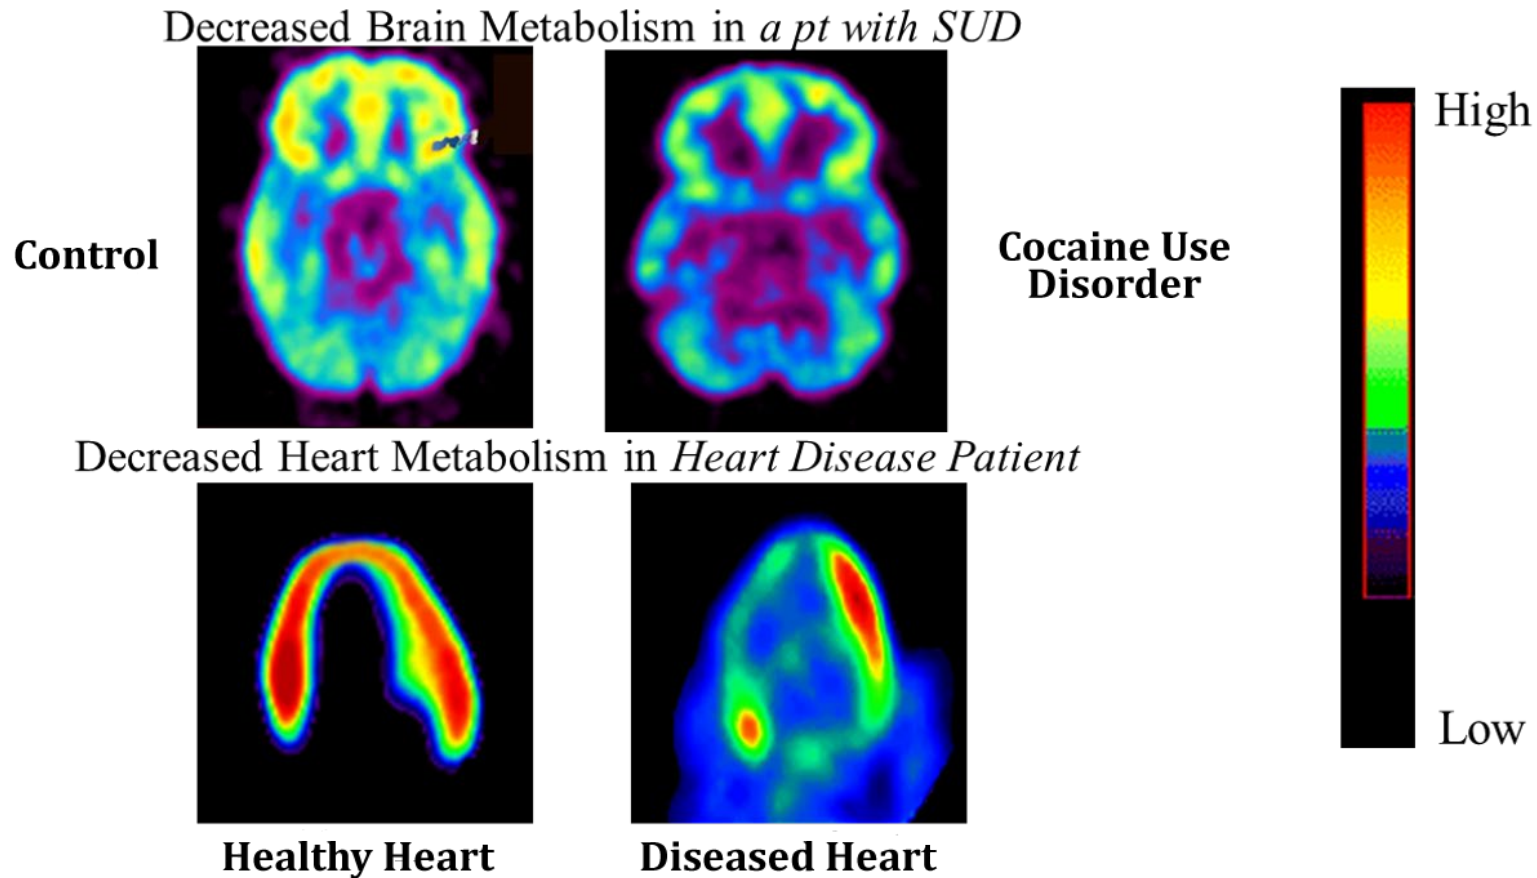 Decreased Brain Metabolism in a pt with SUD
High
Control
Cocaine Use
Disorder
Decreased Heart Metabolism in Heart Disease Patient
Low
Healthy Heart
Diseased Heart